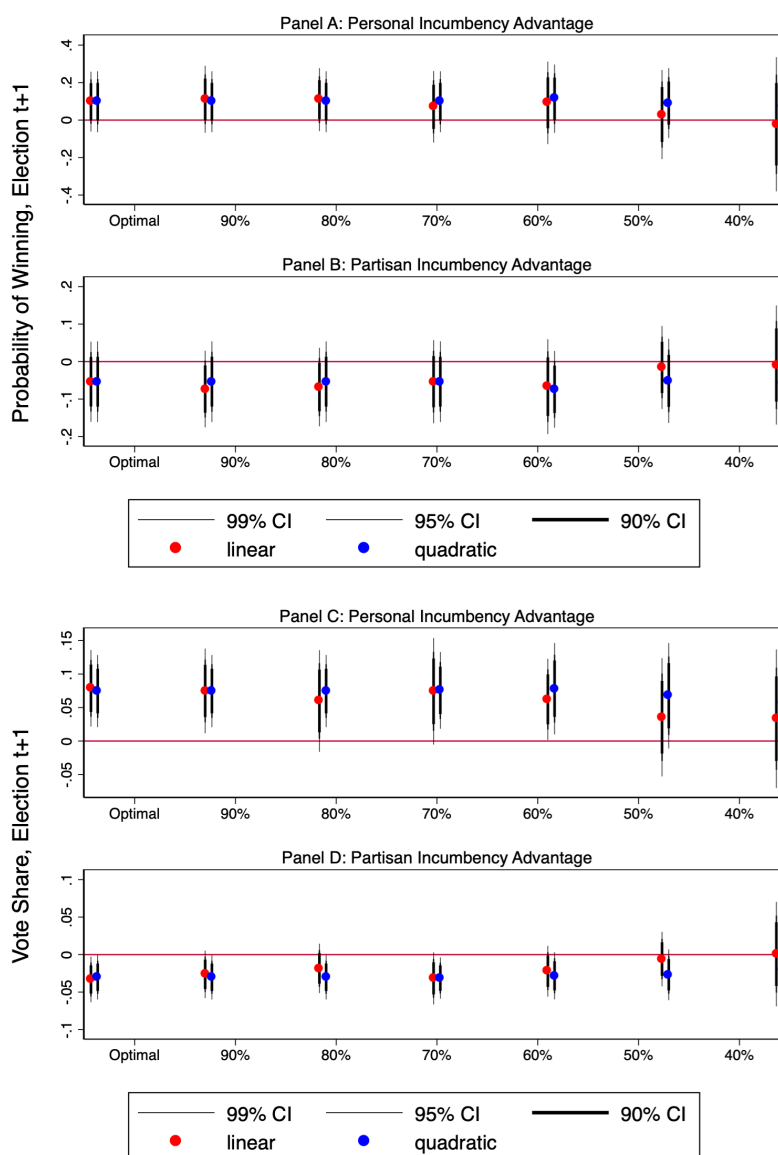 Panel A: Personal Incumbency Advantage
.4
.2
0
-.2
-.4
Optimal 90% 80% 70% 60% 50% 40%
Probability of Winning, Election t+1
Panel B: Partisan Incumbency Advantage
.2
.1
0
-.1
-.2
Optimal 90% 80% 70% 60% 50% 40%
99% CI 95% CI 90% CI
linear quadratic
Panel C: Personal Incumbency Advantage
.15
.1
.05
0
-.05
Optimal 90% 80% 70% 60% 50% 40%
Vote Share, Election t+1
Panel D: Partisan Incumbency Advantage
.1
.05
0
-.05
-.1
Optimal 90% 80% 70% 60% 50% 40%
99% CI 95% CI 90% CI
linear quadratic